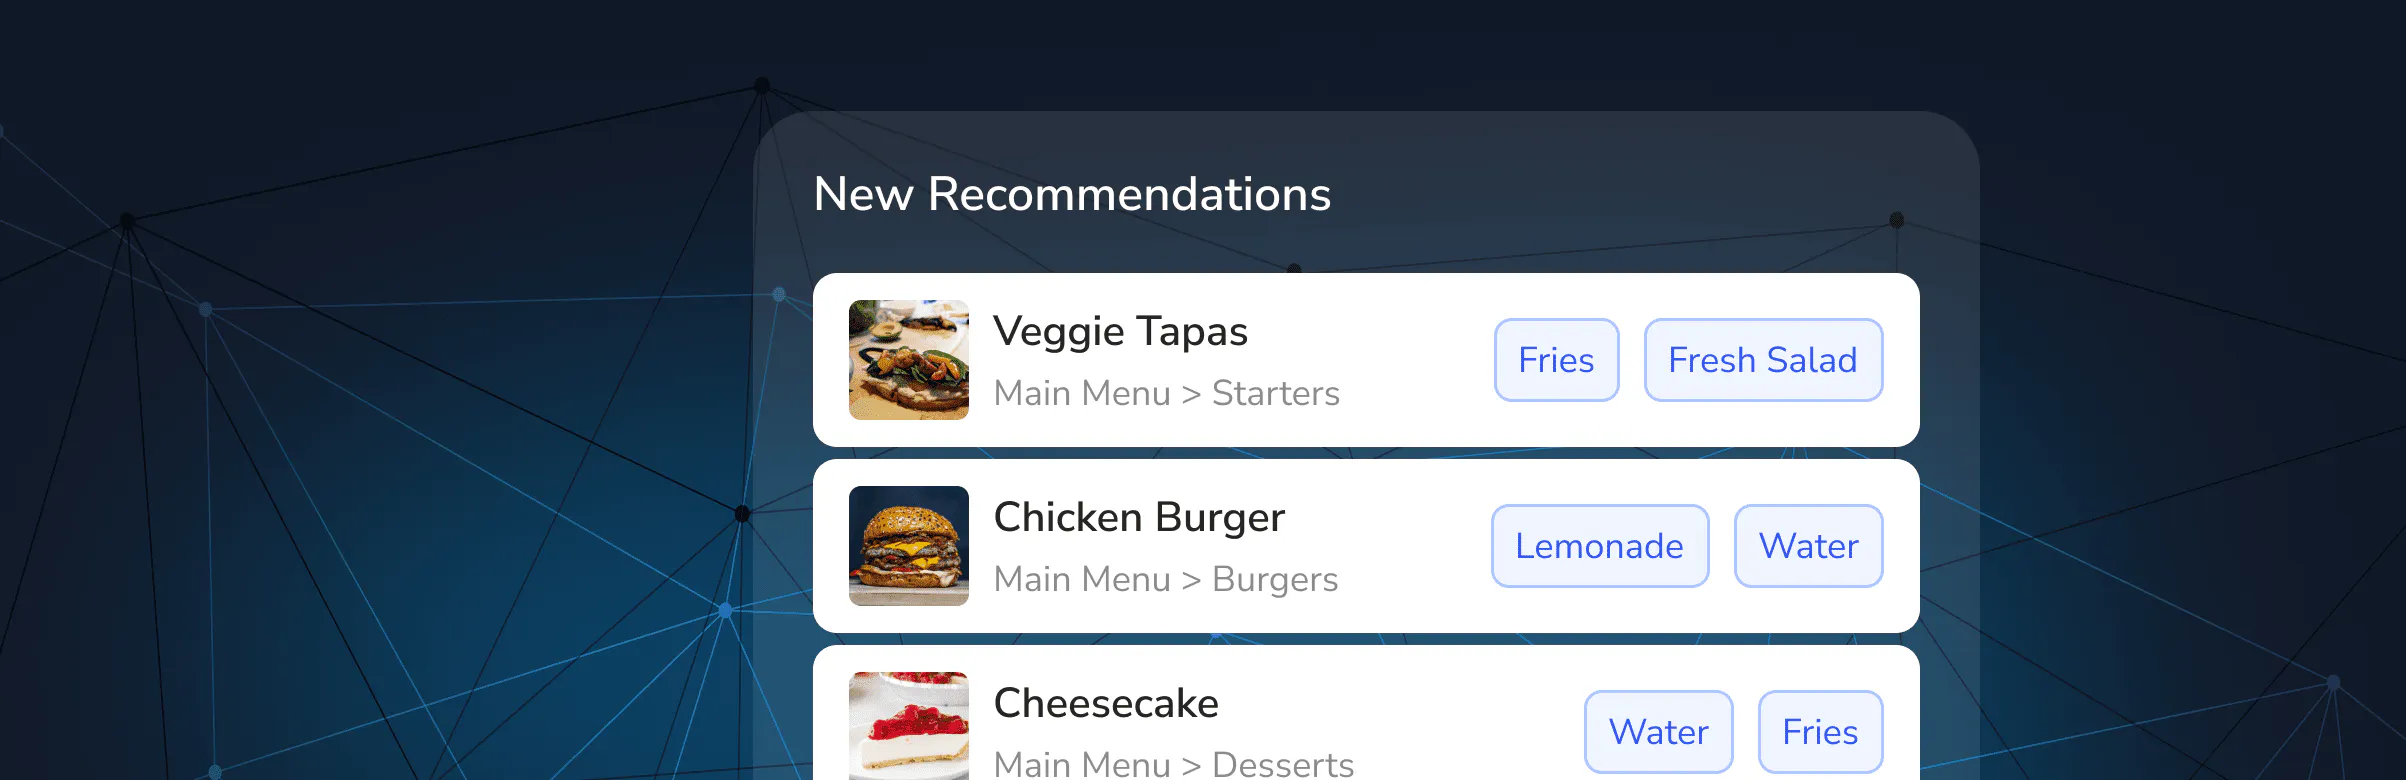 New Recommendations
Veggie Tapas
Main Menu > Starters
Fries
Fresh Salad
Chicken Burger
Main Menu > Burgers
Lemonade
Water
Cheesecake
Main Menu > Desserts
Water
Fries